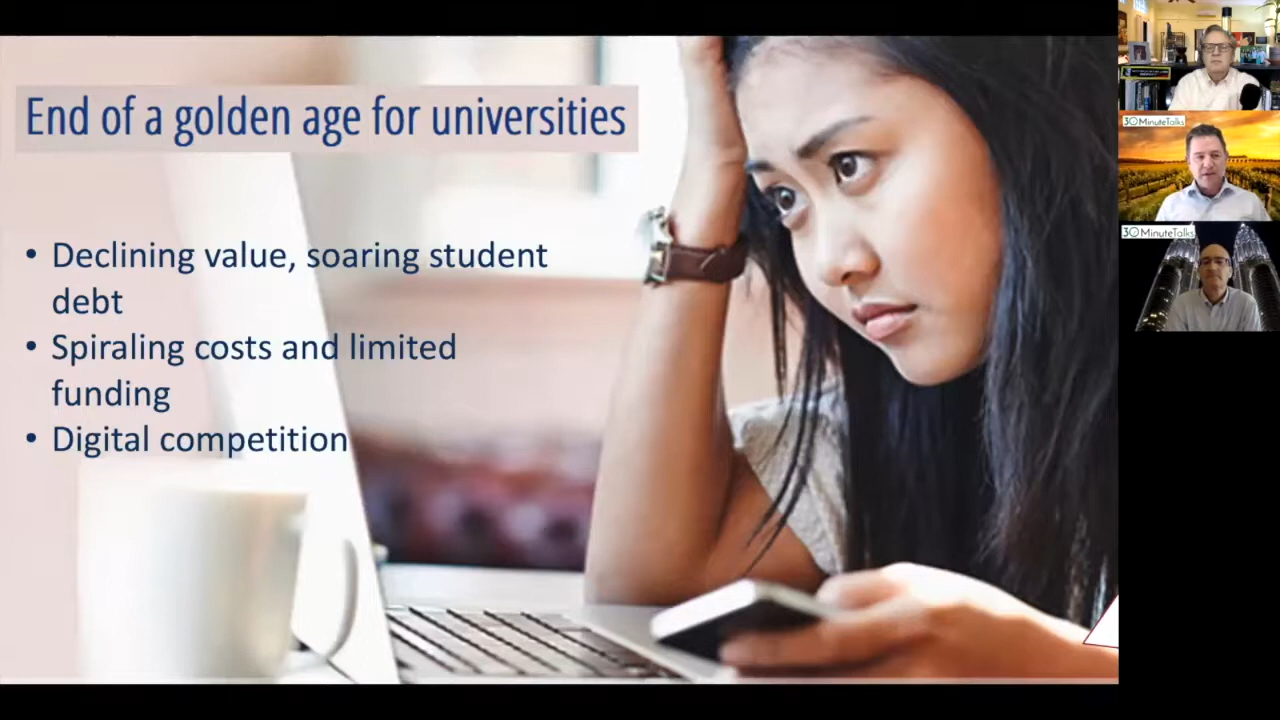 End of a golden age for universities
• Declining value, soaring student
debt
• Spiraling costs and limited
funding
• Digital competition
30MinuteTalks
30MinuteTalks